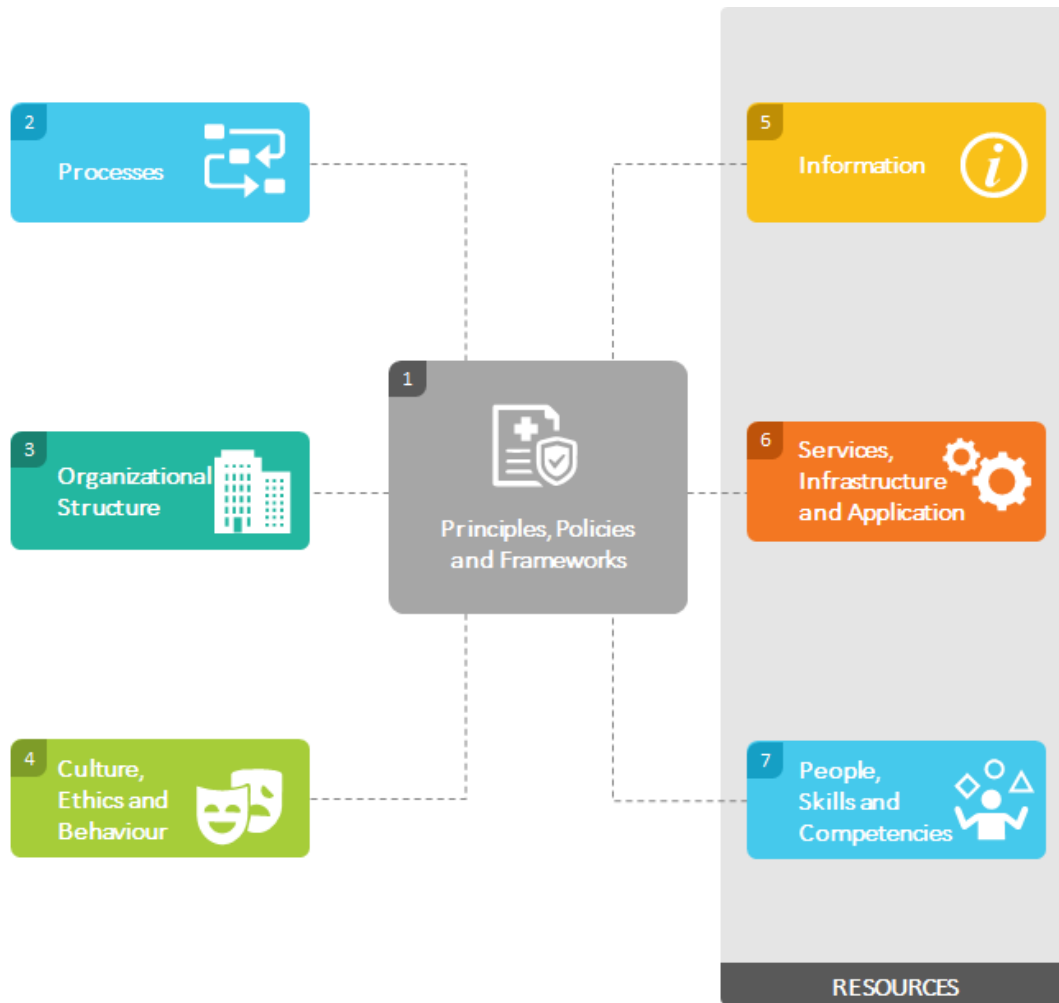 2
Processes
3
Organizational
Structure
4
Culture,
Ethics and
Behaviour
1
Principles, Policies
and Frameworks
5
Information
i
6
Services,
Infrastructure
and Application
7
People,
Skills and
Competencies
RESOURCES